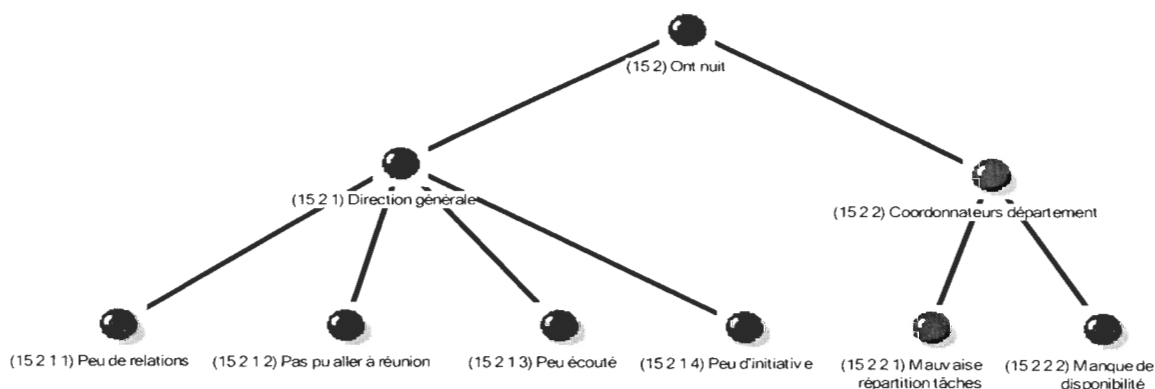 (15 2) Ont nuit
(15 2 1) Direction générale
(15 2 2) Coordonnateurs département
(15 2 1 1) Peu de relations
(15 2 1 2) Pas pu aller à réunion
(15 2 1 3) Peu écouté
(15 2 1 4) Peu d'initiative
(15 2 2 1) Mauvaise
répartition tâches
(15 2 2 2) Manque de
disponibilité